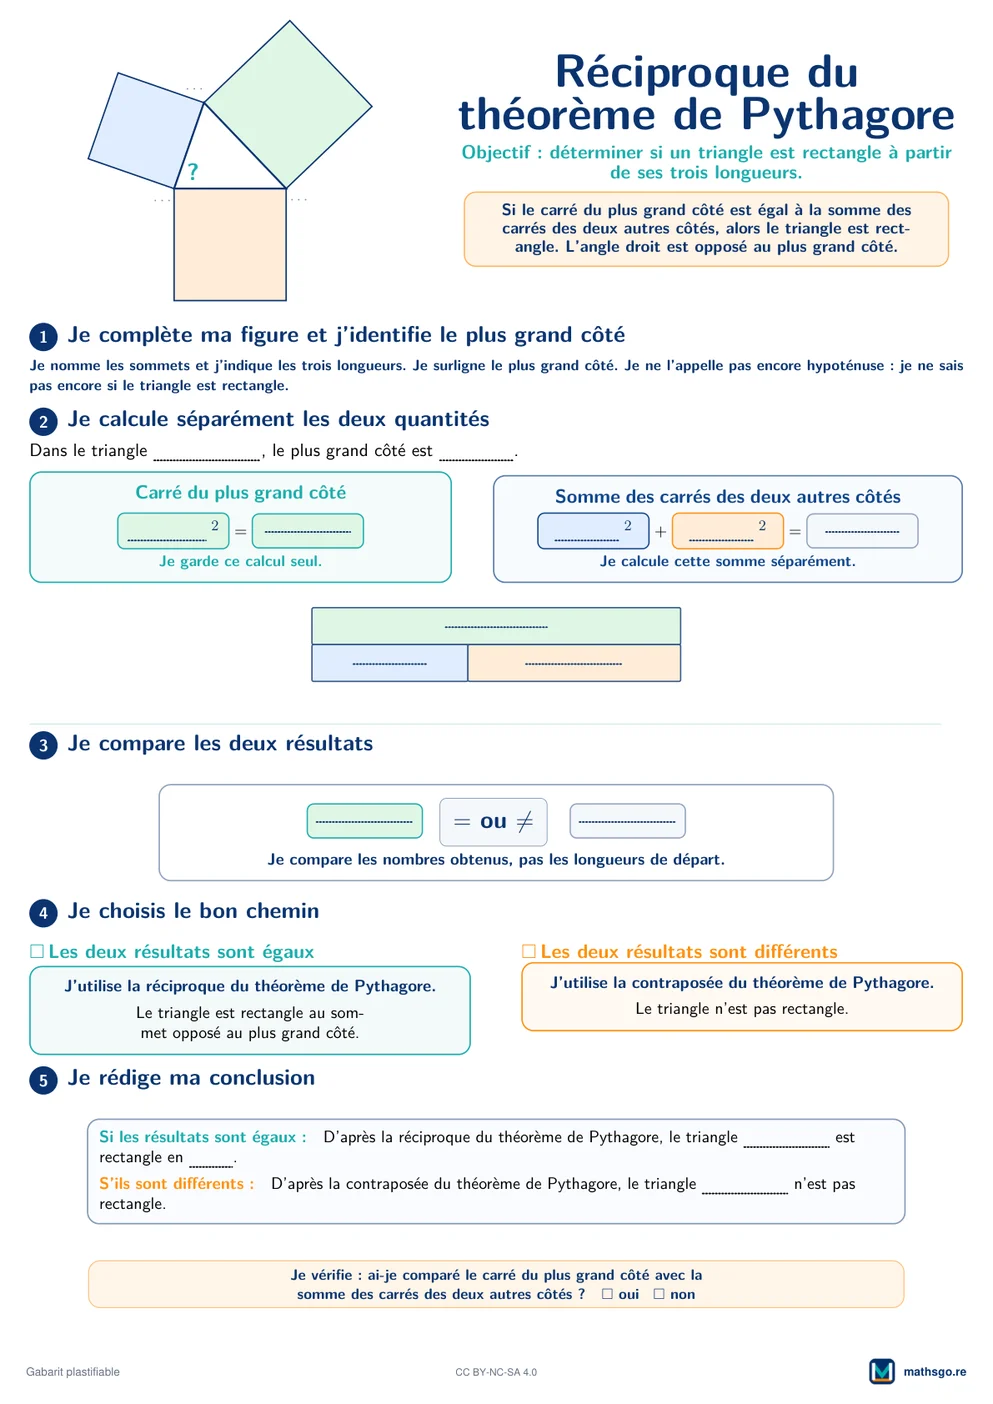 Réciproque du
théorème de Pythagore
Objectif : déterminer si un triangle est rectangle à partir
de ses trois longueurs.
Si le carré du plus grand côté est égal à la somme des
carrés des deux autres côtés, alors le triangle est rect-
angle. L'angle droit est opposé au plus grand côté.
...
?
... ...
1 Je complète ma figure et j'identifie le plus grand côté
Je nomme les sommets et j'indique les trois longueurs. Je surligne le plus grand côté. Je ne l'appelle pas encore hypoténuse : je ne sais
pas encore si le triangle est rectangle.
2 Je calcule séparément les deux quantités
Dans le triangle ............, le plus grand côté est ............
Carré du plus grand côté
............ 2 = ............
Je garde ce calcul seul.
Somme des carrés des deux autres côtés
............ 2 + ............ 2 = ............
Je calcule cette somme séparément.
............
............ ............
3 Je compare les deux résultats
............ = ou ≠ ............
Je compare les nombres obtenus, pas les longueurs de départ.
4 Je choisis le bon chemin
☐ Les deux résultats sont égaux
J'utilise la réciproque du théorème de Pythagore.
Le triangle est rectangle au som-
met opposé au plus grand côté.
☐ Les deux résultats sont différents
J'utilise la contraposée du théorème de Pythagore.
Le triangle n'est pas rectangle.
5 Je rédige ma conclusion
Si les résultats sont égaux : D'après la réciproque du théorème de Pythagore, le triangle ............ est
rectangle en .......
S'ils sont différents : D'après la contraposée du théorème de Pythagore, le triangle ............ n'est pas
rectangle.
Je vérifie : ai-je comparé le carré du plus grand côté avec la
somme des carrés des deux autres côtés ? ☐ oui ☐ non
Gabarit plastifiable
CC BY-NC-SA 4.0
mathsgo.re